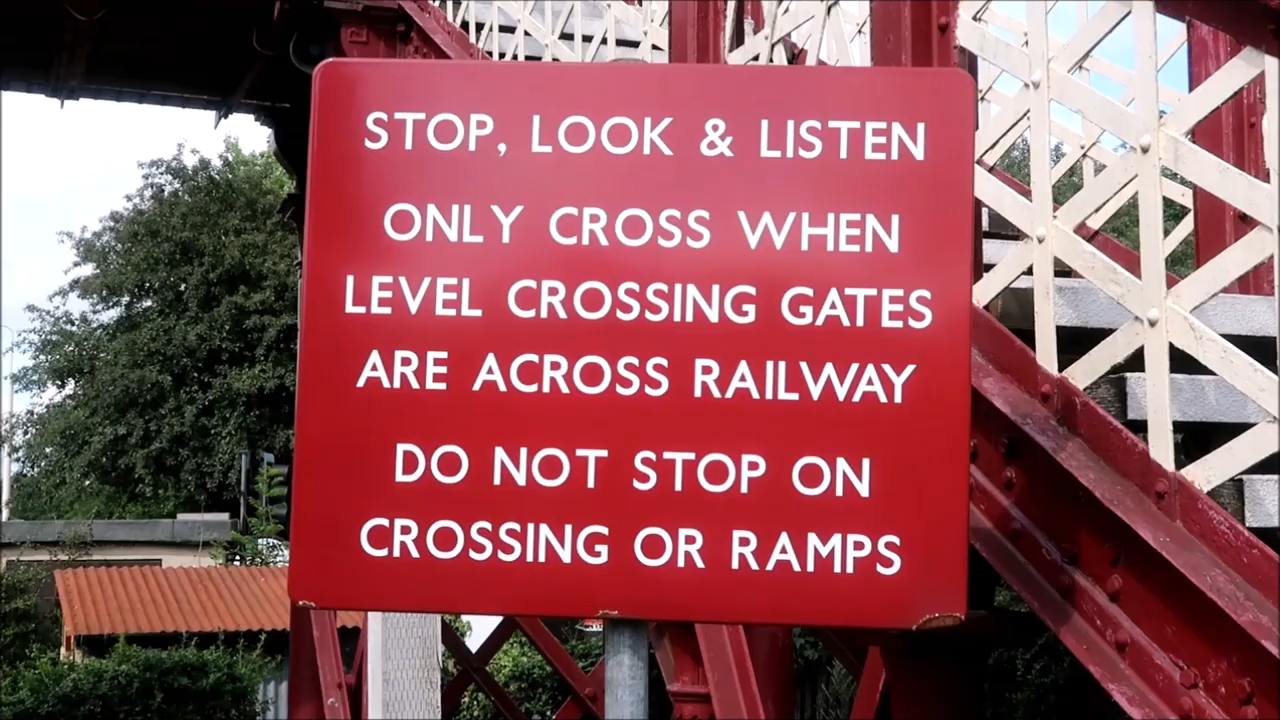 STOP, LOOK & LISTEN
ONLY CROSS WHEN
LEVEL CROSSING GATES
ARE ACROSS RAILWAY
DO NOT STOP ON
CROSSING OR RAMPS